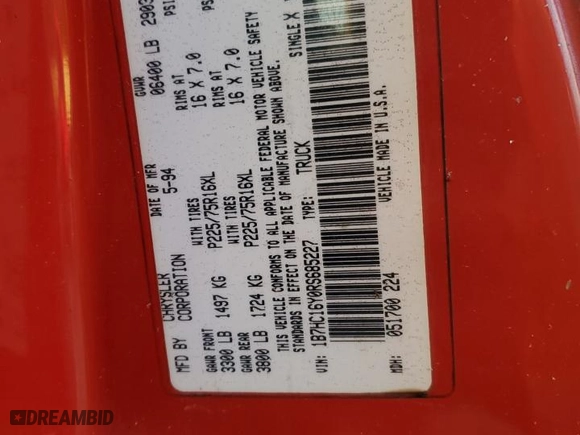 MFD BY CHRYSLER CORPORATION
DATE OF MFR 5-94
GVWR 06400 LB 2903
GAWR FRONT 3300 LB 1497 KG
WITH TIRES P225/75R16XL
RIMS AT 16 X 7.0
PSI
GAWR REAR 3800 LB 1724 KG
WITH TIRES P225/75R16XL
RIMS AT 16 X 7.0
PS
THIS VEHICLE CONFORMS TO ALL APPLICABLE FEDERAL MOTOR VEHICLE SAFETY
STANDARDS IN EFFECT ON THE DATE OF MANUFACTURE SHOWN ABOVE.
VIN: 1B7HC16Y0RS685227 TYPE: TRUCK SINGLE X
MDH: 051700 224 VEHICLE MADE IN U.S.A.
DREAMBID